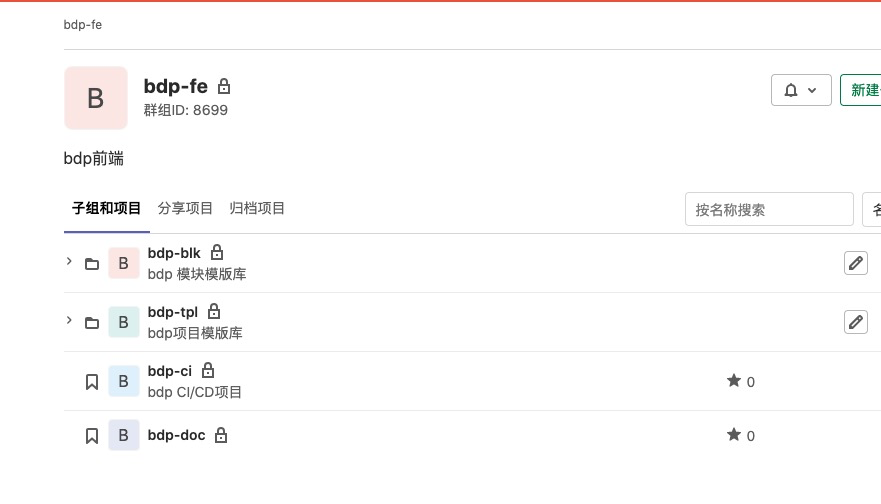 bdp-fe
B
bdp-fe
群组ID: 8699
新建
bdp前端
子组和项目 分享项目 归档项目 按名称搜索 名
B bdp-blk
bdp 模块模版库
B bdp-tpl
bdp项目模版库
B bdp-ci 0
bdp CI/CD项目
B bdp-doc 0